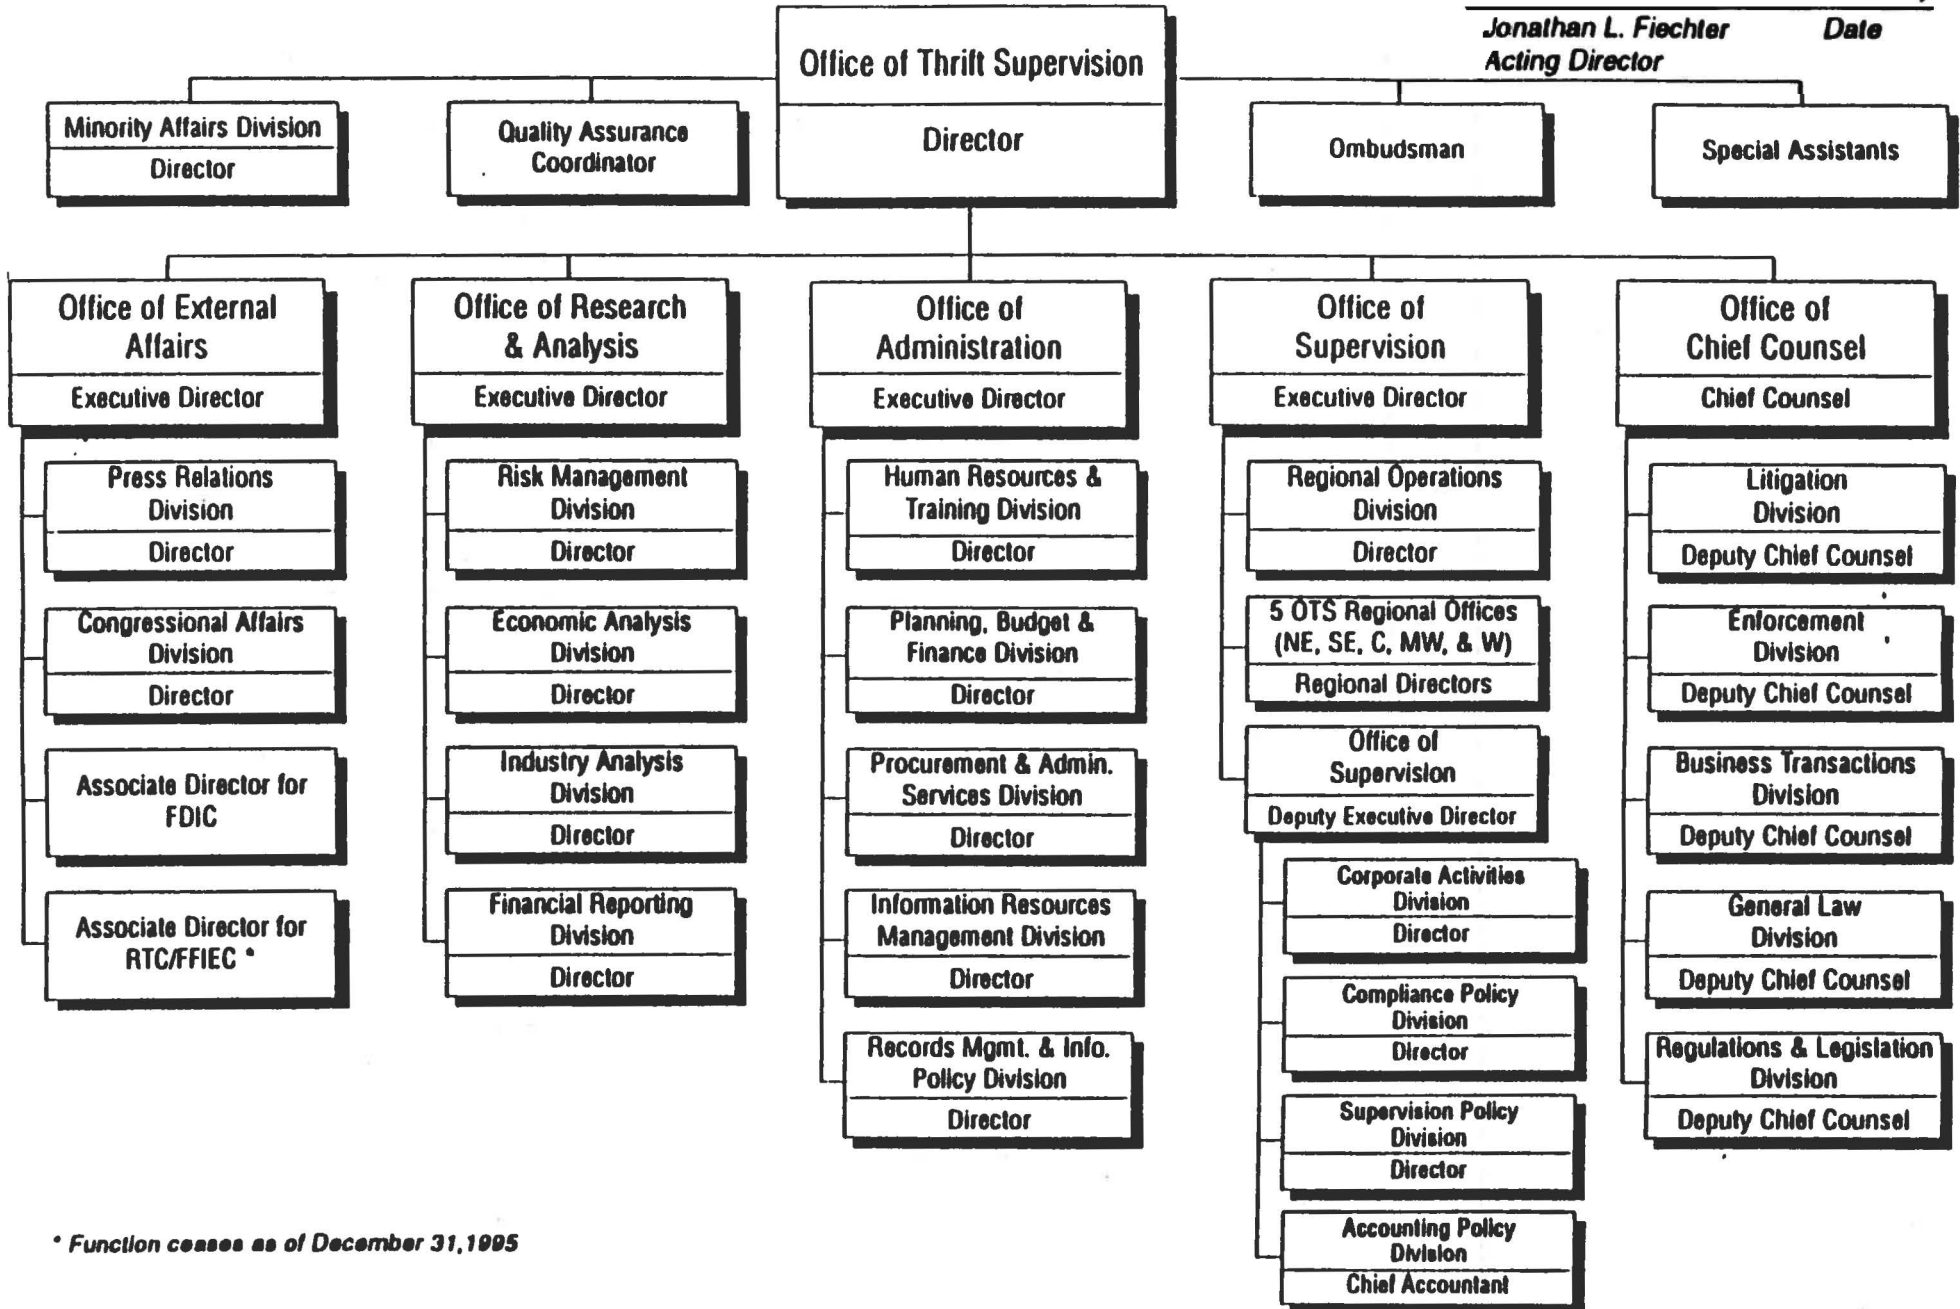 Jonathan L. Fiechter Date
Acting Director
Office of Thrift Supervision
Director
Minority Affairs Division
Director
Quality Assurance
Coordinator
Ombudsman
Special Assistants
Office of External
Affairs
Executive Director
Press Relations
Division
Director
Congressional Affairs
Division
Director
Associate Director for
FDIC
Associate Director for
RTC/FFIEC *
Office of Research
& Analysis
Executive Director
Risk Management
Division
Director
Economic Analysis
Division
Director
Industry Analysis
Division
Director
Financial Reporting
Division
Director
Office of
Administration
Executive Director
Human Resources &
Training Division
Director
Planning, Budget &
Finance Division
Director
Procurement & Admin.
Services Division
Director
Information Resources
Management Division
Director
Records Mgmt. & Info.
Policy Division
Director
Office of
Supervision
Executive Director
Regional Operations
Division
Director
5 OTS Regional Offices
(NE, SE, C, MW, & W)
Regional Directors
Office of
Supervision
Deputy Executive Director
Corporate Activities
Division
Director
Compliance Policy
Division
Director
Supervision Policy
Division
Director
Accounting Policy
Division
Chief Accountant
Office of
Chief Counsel
Chief Counsel
Litigation
Division
Deputy Chief Counsel
Enforcement
Division
Deputy Chief Counsel
Business Transactions
Division
Deputy Chief Counsel
General Law
Division
Deputy Chief Counsel
Regulations & Legislation
Division
Deputy Chief Counsel
* Function ceases as of December 31,1995